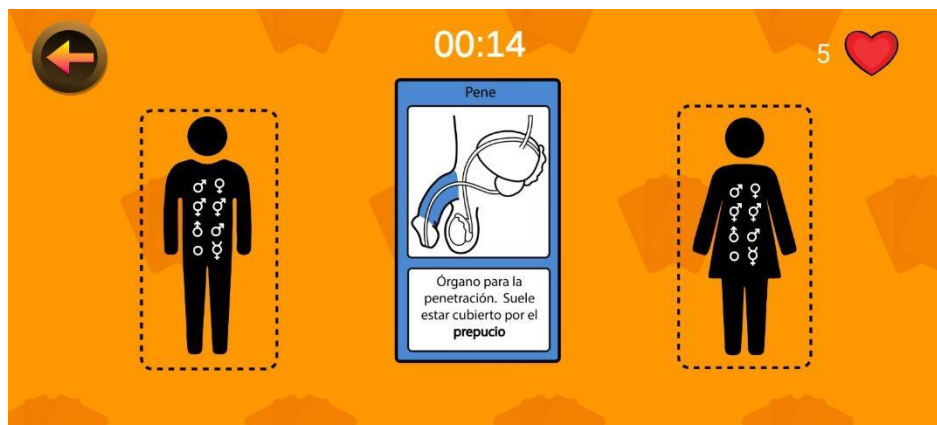 00:14
5
Pene
Órgano para la
penetración. Suele
estar cubierto por el
prepucio